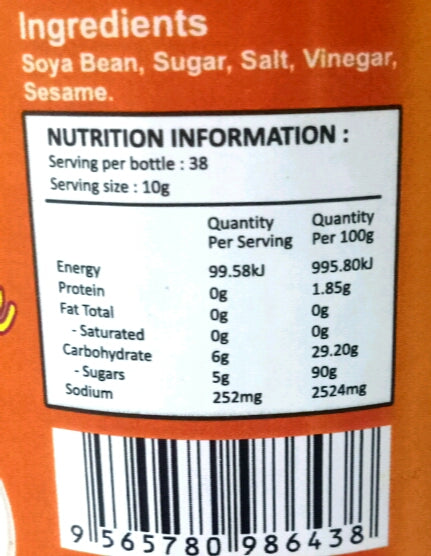 Ingredients
Soya Bean, Sugar, Salt, Vinegar,
Sesame.
NUTRITION INFORMATION :
Serving per bottle : 38
Serving size : 10g
Quantity Per Serving Quantity Per 100g
Energy 99.58kJ 995.80kJ
Protein 0g 1.85g
Fat Total 0g 0g
- Saturated 0g 0g
Carbohydrate 6g 29.20g
- Sugars 5g 90g
Sodium 252mg 2524mg
9 565780 986438